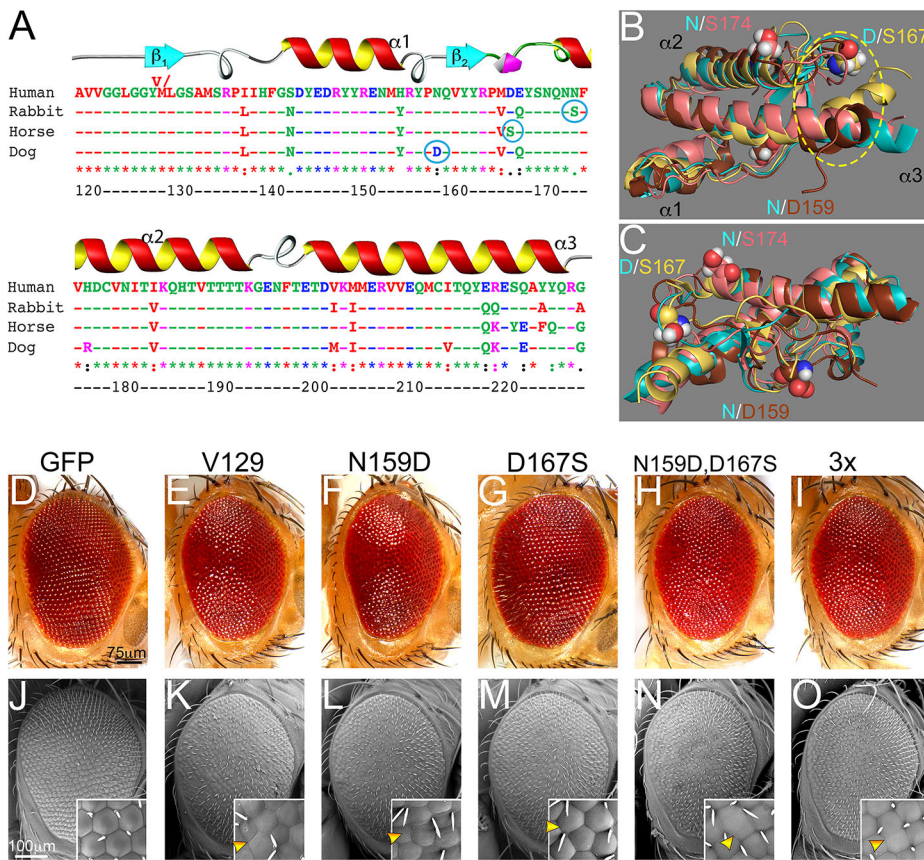 A
α1
β1
β2
V/
Human AVVGGLGGYMLGSAMSRPIIHFGSDYEDRYYRENMHRYPNQVYYRPMDEYSNQNNF
Rabbit -----------------L----N-----------Y----------V-Q-----S-
Horse -----------------L----N-----------Y----------VS Q-------
Dog -----------------L----N-----------Y---D------V-Q-------
120-------130-------140-------150-------160-------170----
α2
α3
Human VHDCVNITIKQHTVTTTTKGENFTETDVKMMERVVEQMCITQYERESQAYYQRG
Rabbit --------V------------------I-I-------------QQ---A---A
Horse --------V--------------------I-------------QK-YE-FQ--G
Dog -R------V------------------M-I---------I---QK--E-----G
-----180-------190-------200-------210-------220--------
B
N/S174
D/S167
α2
α3
α1
N/D159
C
N/S174
D/S167
N/D159
GFP V129 N159D D167S N159D,D167S 3x
D E F G H I
75μm
J K L M N O
100μm